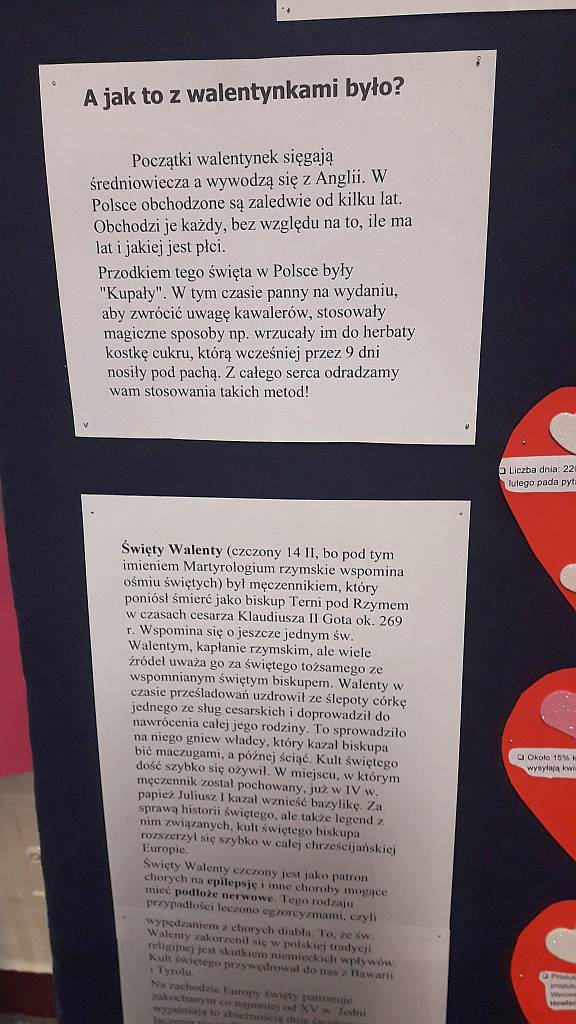 A jak to z walentynkami było?
Początki walentynek sięgają
średniowiecza a wywodzą się z Anglii. W
Polsce obchodzone są zaledwie od kilku lat.
Obchodzi je każdy, bez względu na to, ile ma
lat i jakiej jest płci.
Przodkiem tego święta w Polsce były
"Kupały". W tym czasie panny na wydaniu,
aby zwrócić uwagę kawalerów, stosowały
magiczne sposoby np. wrzucały im do herbaty
kostkę cukru, którą wcześniej przez 9 dni
nosiły pod pachą. Z całego serca odradzamy
wam stosowania takich metod!
Święty Walenty (czczony 14 II, bo pod tym
imieniem Martyrologium rzymskie wspomina
ośmiu świętych) był męczennikiem, który
poniósł śmierć jako biskup Terni pod Rzymem
w czasach cesarza Klaudiusza II Gota ok. 269
r. Wspomina się o jeszcze jednym św.
Walentym, kapłanie rzymskim, ale wiele
źródeł uważa go za świętego tożsamego ze
wspomnianym świętym biskupem. Walenty w
czasie prześladowań uzdrowił ze ślepoty córkę
jednego ze sług cesarskich i doprowadził do
nawrócenia całej jego rodziny. To sprowadziło
na niego gniew władcy, który kazał biskupa
bić maczugami, a później ściąć. Kult świętego
dość szybko się ożywił. W miejscu, w którym
męczennik został pochowany, już w IV w.
papież Juliusz I kazał wznieść bazylikę. Za
sprawą historii świętego, ale także legend z
nim związanych, kult świętego biskupa
rozszerzył się szybko w całej chrześcijańskiej
Europie.
Święty Walenty czczony jest jako patron
chorych na epilepsję i inne choroby mogące
mieć podłoże nerwowe. Tego rodzaju
przypadłości leczono egzorcyzmami, czyli
wypędzaniem z chorych diabła. To, że św.
Walenty zakorzenił się w polskiej tradycji
religijnej jest skutkiem niemieckich wpływów.
Kult świętego przywędrował do nas z Bawarii
i Tyrolu.
Na zachodzie Europy święty patronuje
zakochanym co najmniej od XV w. Jedni
wyjaśniają to zbieżnością dnia
Liczba dnia: 220
lutego pada
Około 15%
wysyłają